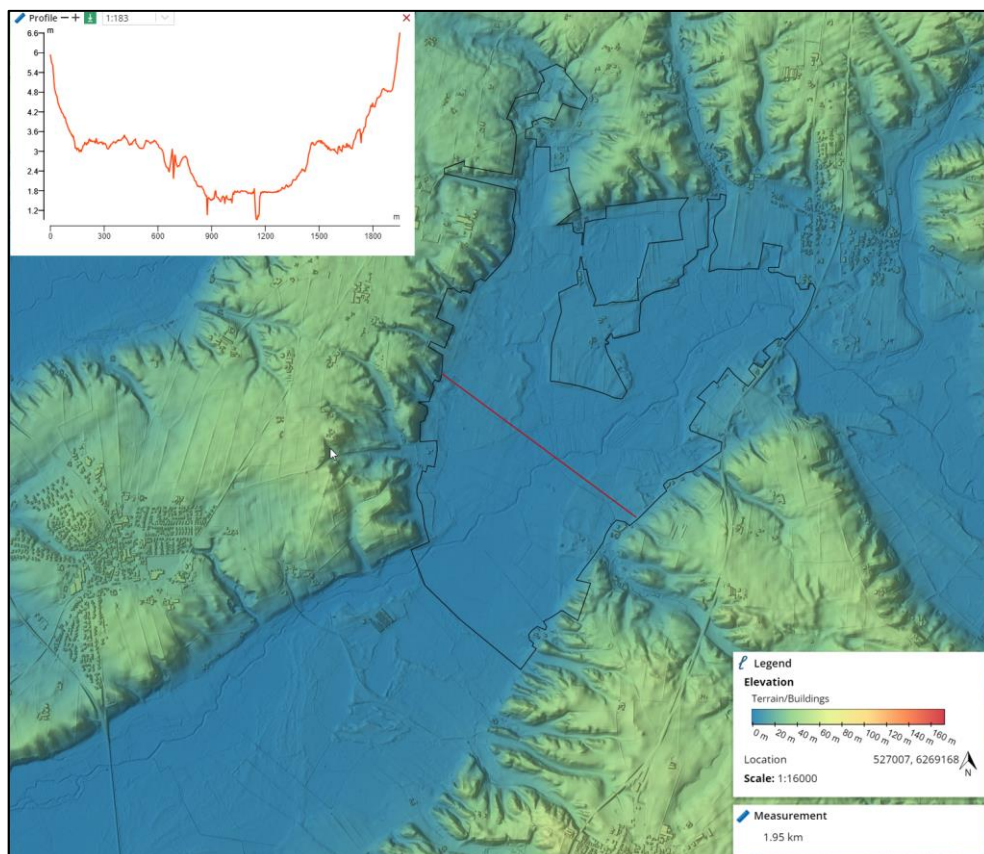 Profile 1:183
m
6.6
6
5.4
4.8
4.2
3.6
3
2.4
1.8
1.2
m
0 300 600 900 1200 1500 1800
Legend
Elevation
Terrain/Buildings
0 m 20 m 40 m 60 m 80 m 100 m 120 m 140 m 160 m
Location 527007, 6269168
N
Scale: 1:16000
Measurement
1.95 km